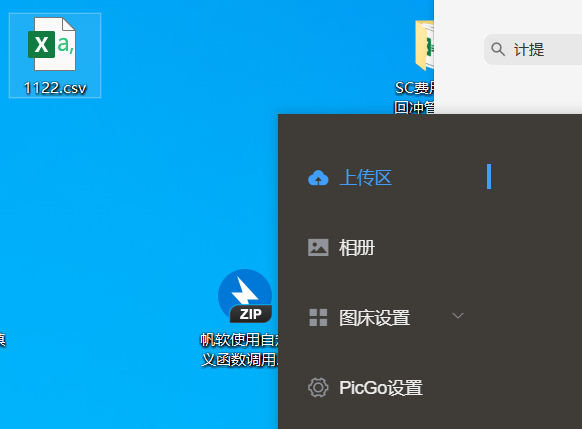 计提
1122.csv
SC费用
回冲管
上传区
相册
ZIP
图床设置
帆软使用自
义函数调用
PicGo设置